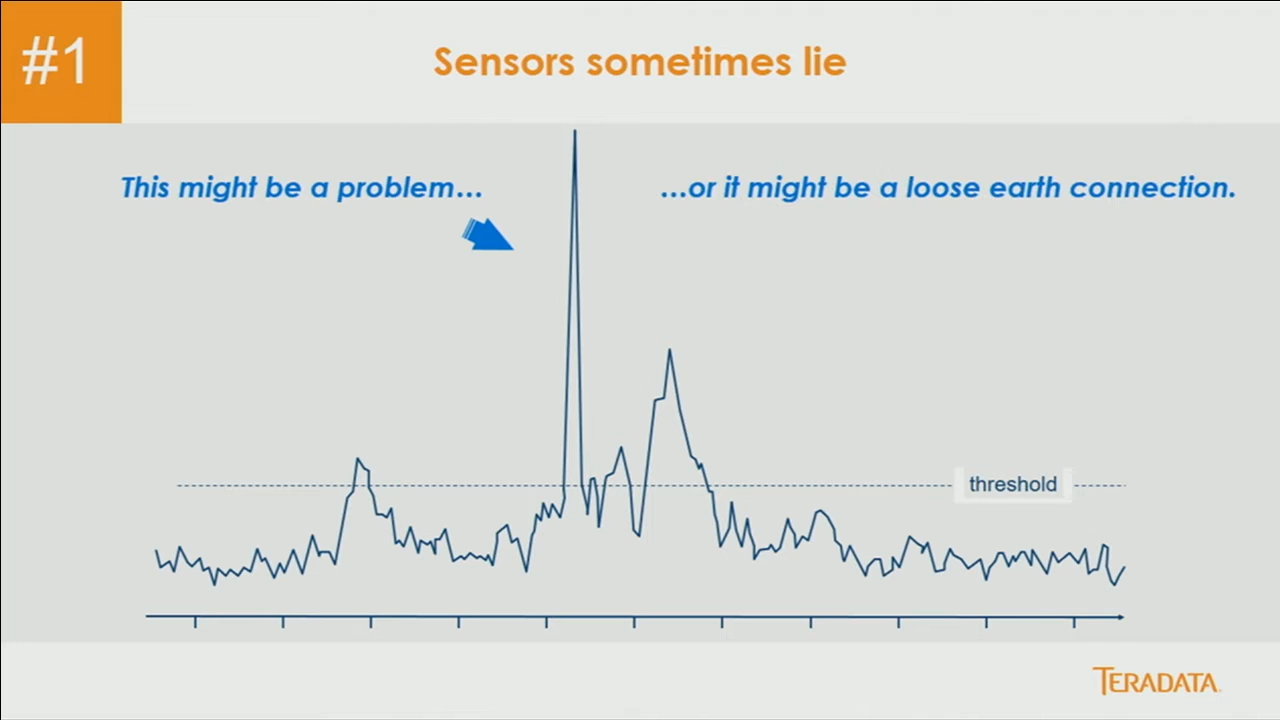 #1
Sensors sometimes lie
This might be a problem...
...or it might be a loose earth connection.
threshold
TERADATA.